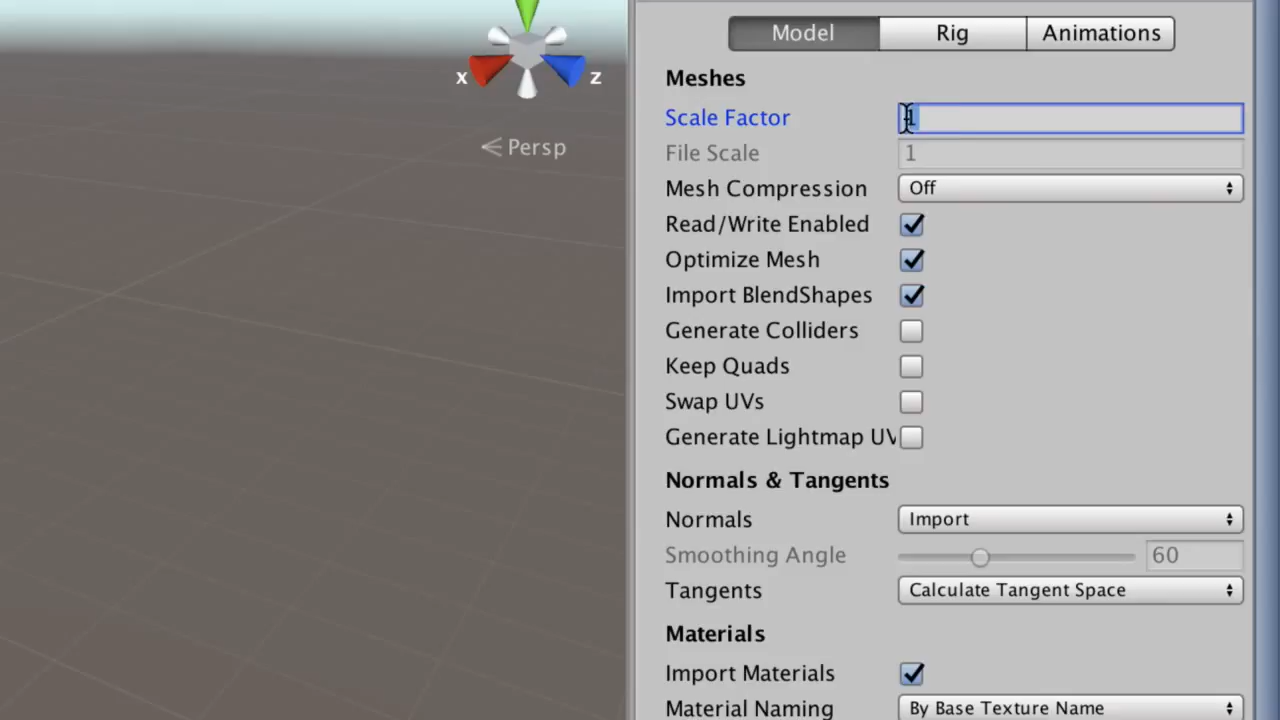 Model Rig Animations
Meshes
Scale Factor 1
File Scale 1
Mesh Compression Off
Read/Write Enabled
Optimize Mesh
Import BlendShapes
Generate Colliders
Keep Quads
Swap UVs
Generate Lightmap UV
Normals & Tangents
Normals Import
Smoothing Angle 60
Tangents Calculate Tangent Space
Materials
Import Materials
Material Naming By Base Texture Name
x z
Persp